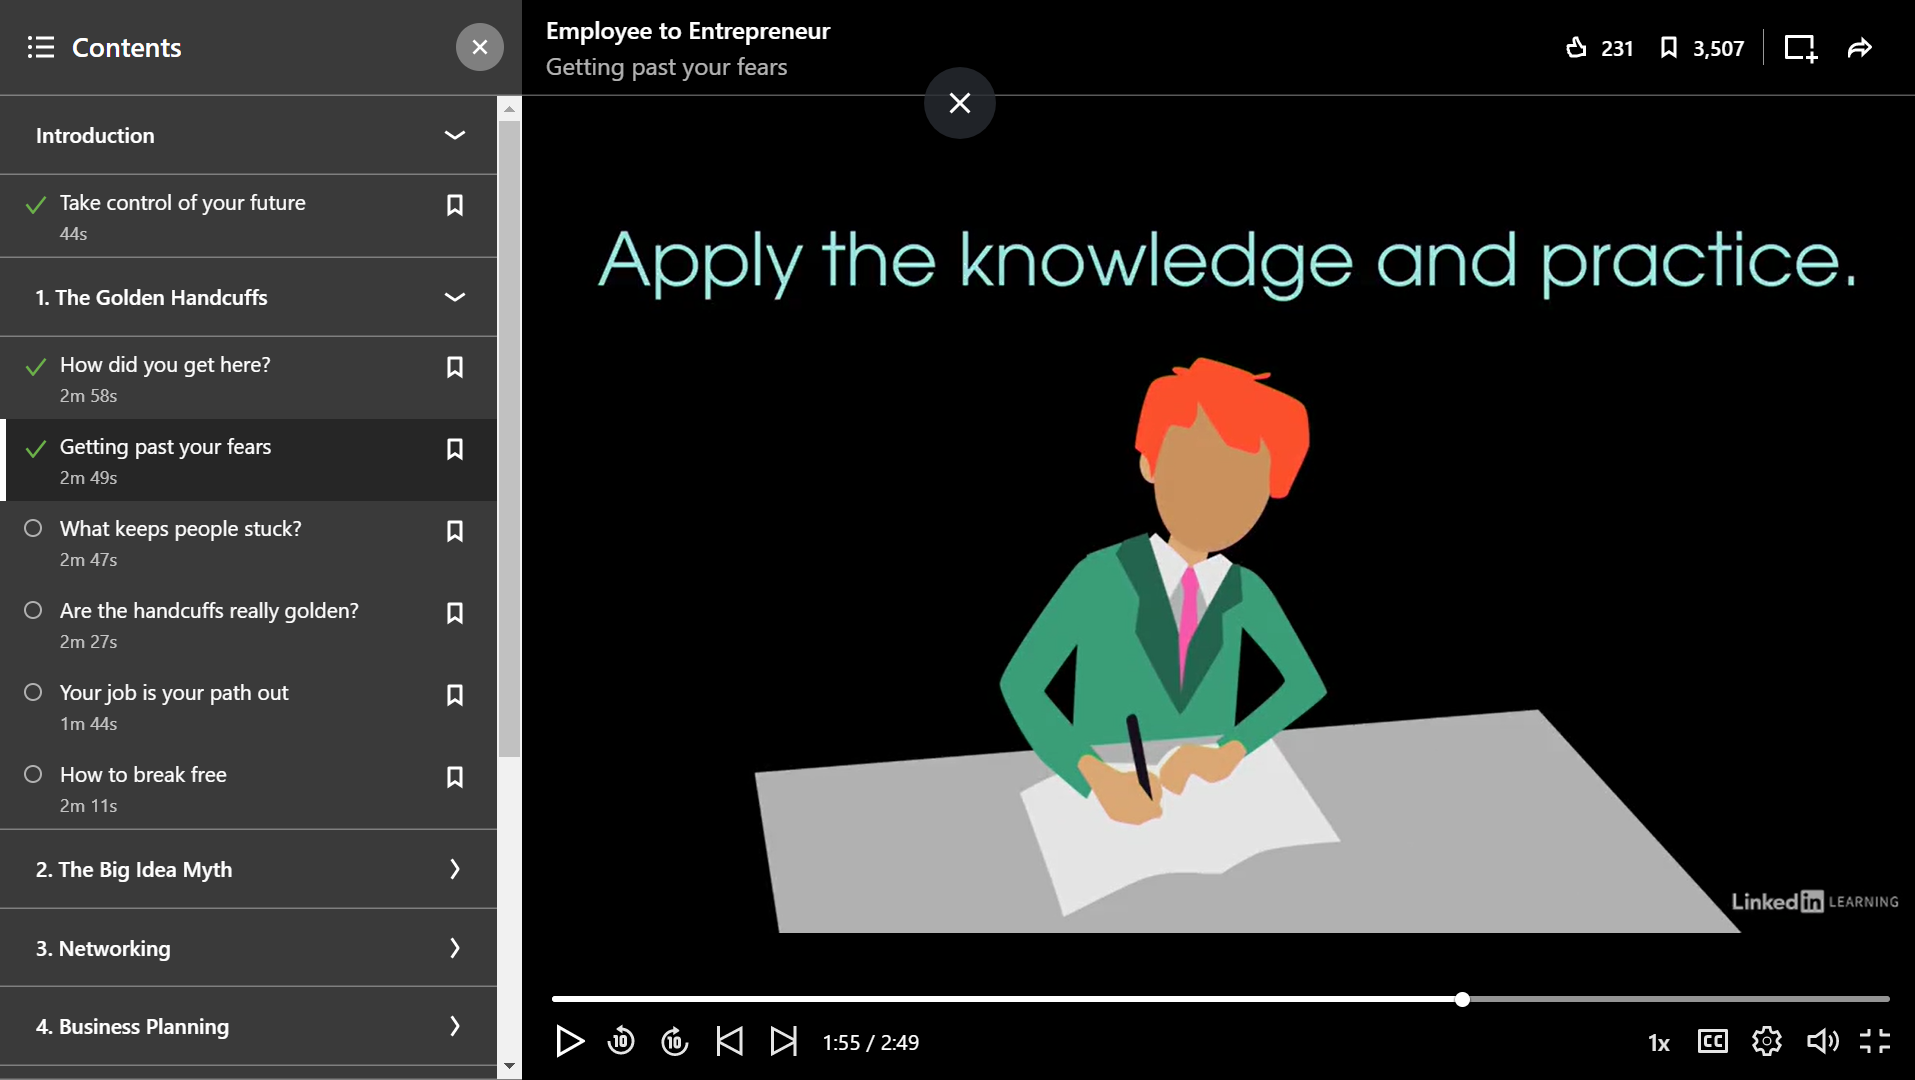 Contents
Introduction
Take control of your future
44s
1. The Golden Handcuffs
How did you get here?
2m 58s
Getting past your fears
2m 49s
What keeps people stuck?
2m 47s
Are the handcuffs really golden?
2m 27s
Your job is your path out
1m 44s
How to break free
2m 11s
2. The Big Idea Myth
3. Networking
4. Business Planning
Employee to Entrepreneur
Getting past your fears
231
3,507
Apply the knowledge and practice.
Linked in LEARNING
10
10
1:55 / 2:49
1x
CC